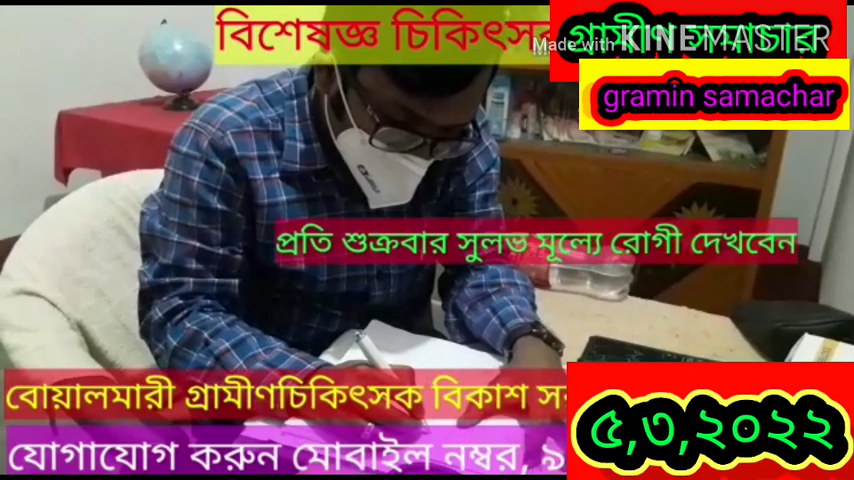 বিশেষজ্ঞ
গ্রামীণ সমাচার
Made with KINEMASTER
gramin samachar
প্রতি শুক্রবার সুলভ মূল্যে রোগী দেখবেন
বোয়ালমারী গ্রামীণচিকিৎসক বিকাশ
যোগাযোগ করুন মোবাইল নম্বর, ৯
৫,৩,২০২২